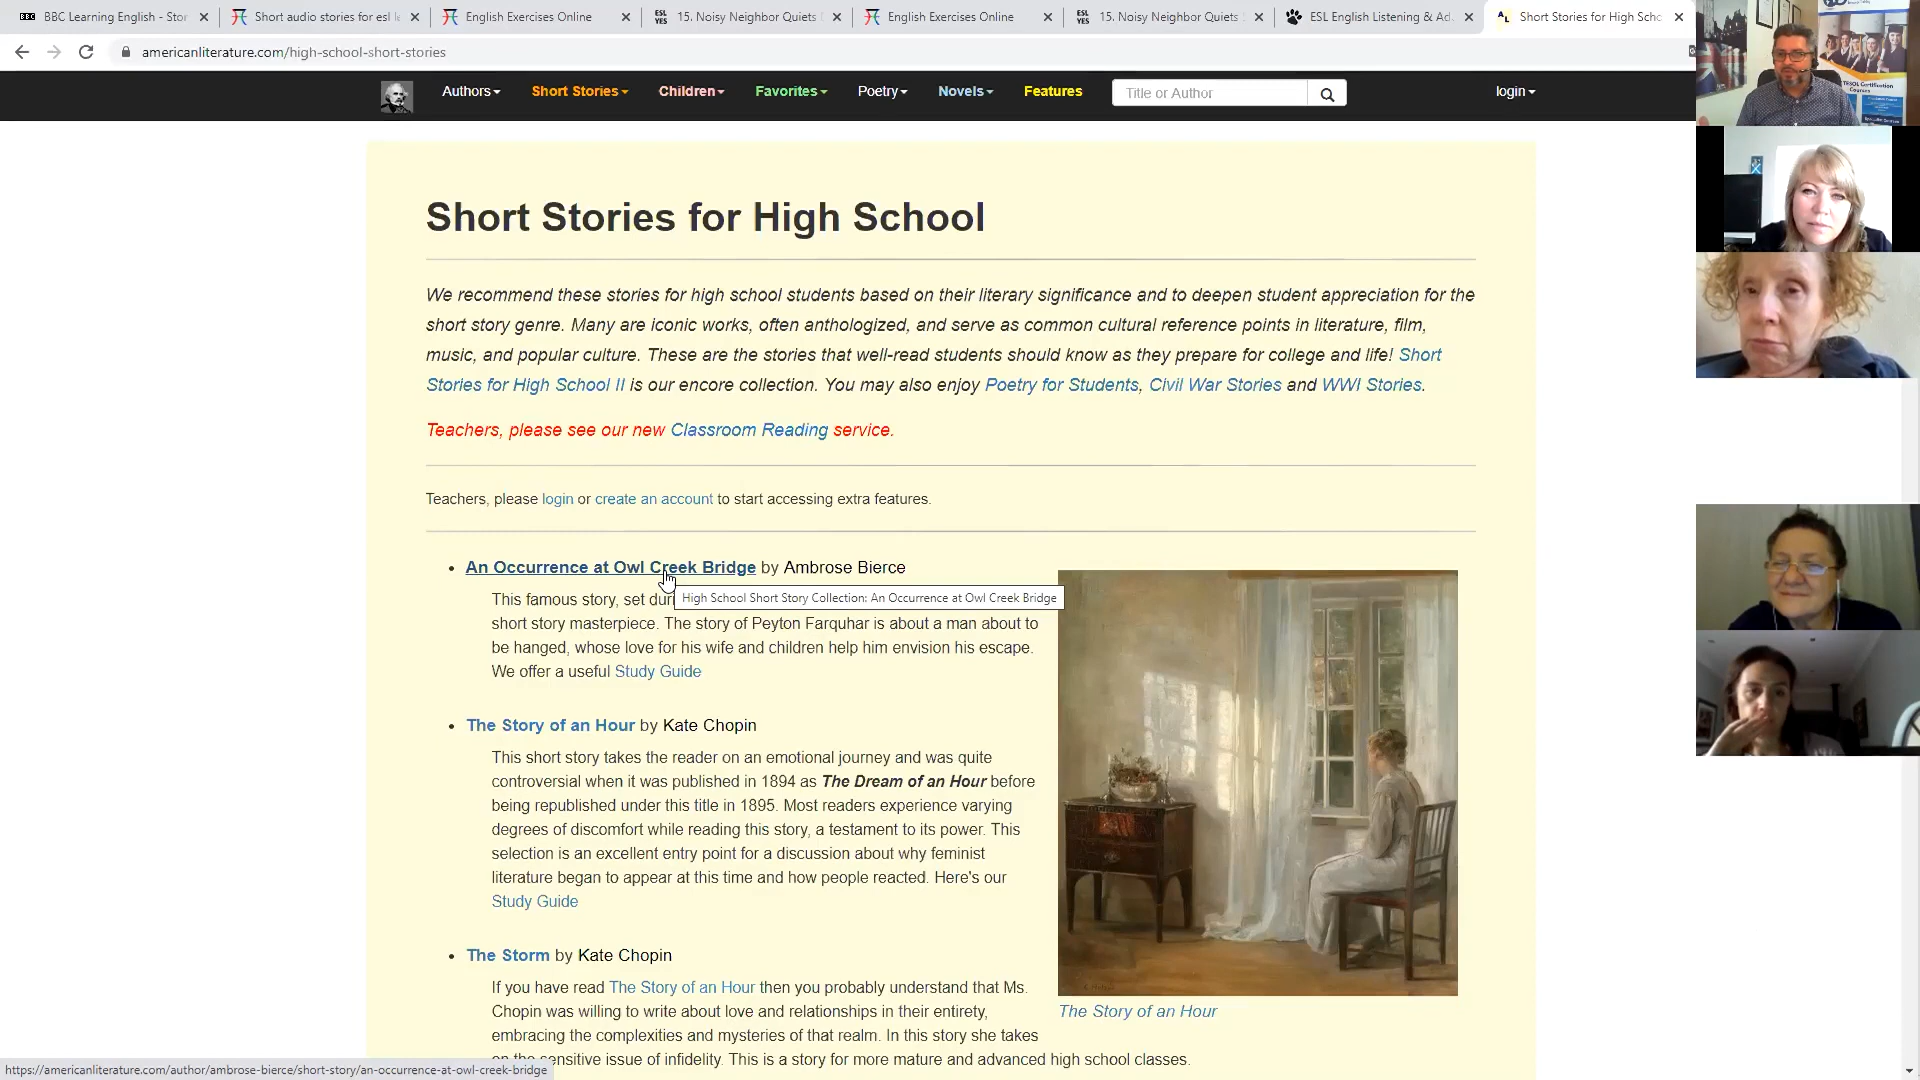 BBC Learning English - Stor
Short audio stories for esl le
English Exercises Online
ESL YES 15. Noisy Neighbor Quiets
English Exercises Online
ESL YES 15. Noisy Neighbor Quiets
ESL English Listening & Ad
Short Stories for High Scho
americanliterature.com/high-school-short-stories
Authors
Short Stories
Children
Favorites
Poetry
Novels
Features
Title or Author
login
TESOL Certification
Courses
Short Stories for High School
We recommend these stories for high school students based on their literary significance and to deepen student appreciation for the
short story genre. Many are iconic works, often anthologized, and serve as common cultural reference points in literature, film,
music, and popular culture. These are the stories that well-read students should know as they prepare for college and life! Short
Stories for High School II is our encore collection. You may also enjoy Poetry for Students, Civil War Stories and WWI Stories.
Teachers, please see our new Classroom Reading service.
Teachers, please login or create an account to start accessing extra features.
• An Occurrence at Owl Creek Bridge by Ambrose Bierce
This famous story, set duri
High School Short Story Collection: An Occurrence at Owl Creek Bridge
short story masterpiece. The story of Peyton Farquhar is about a man about to
be hanged, whose love for his wife and children help him envision his escape.
We offer a useful Study Guide
• The Story of an Hour by Kate Chopin
This short story takes the reader on an emotional journey and was quite
controversial when it was published in 1894 as The Dream of an Hour before
being republished under this title in 1895. Most readers experience varying
degrees of discomfort while reading this story, a testament to its power. This
selection is an excellent entry point for a discussion about why feminist
literature began to appear at this time and how people reacted. Here's our
Study Guide
The Story of an Hour
• The Storm by Kate Chopin
If you have read The Story of an Hour then you probably understand that Ms.
Chopin was willing to write about love and relationships in their entirety,
embracing the complexities and mysteries of that realm. In this story she takes
on the sensitive issue of infidelity. This is a story for more mature and advanced high school classes.
https://americanliterature.com/author/ambrose-bierce/short-story/an-occurrence-at-owl-creek-bridge